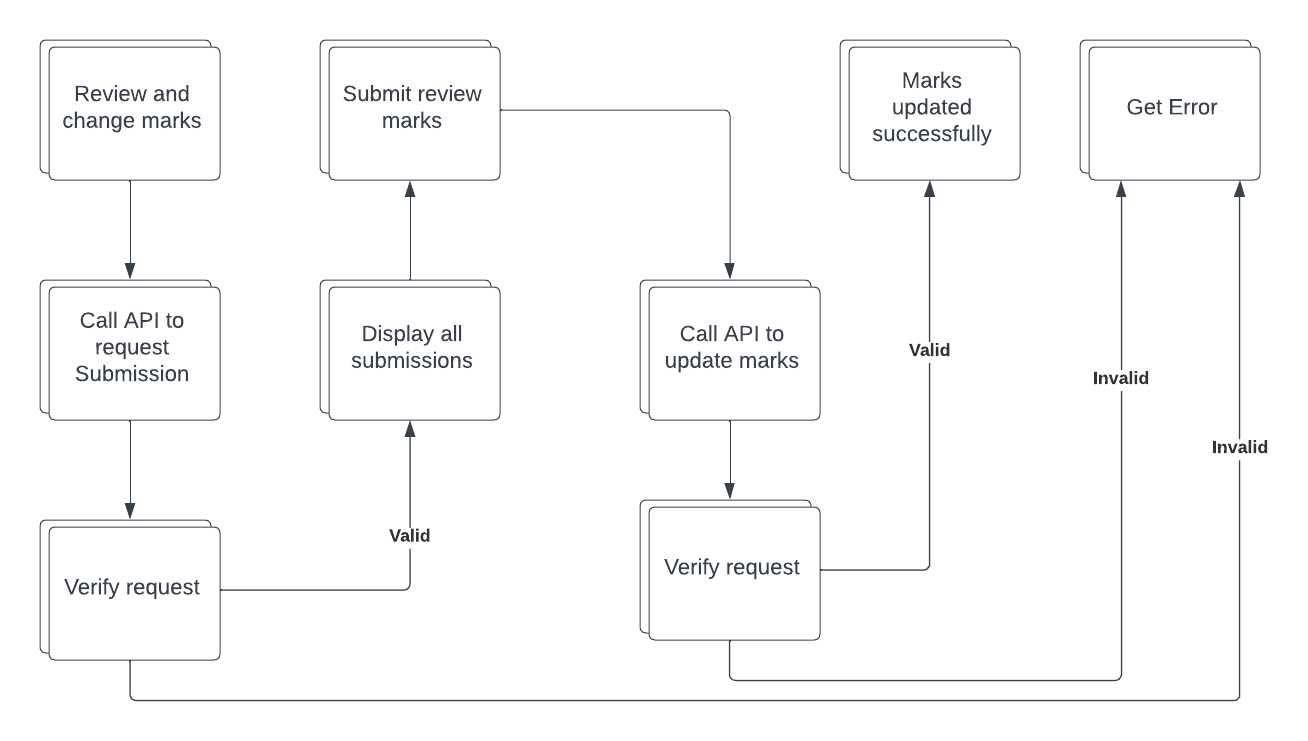 Review and
change marks
Submit review
marks
Marks
updated
successfully
Get Error
Call API to
request
Submission
Display all
submissions
Call API to
update marks
Valid
Invalid
Invalid
Valid
Verify request
Verify request